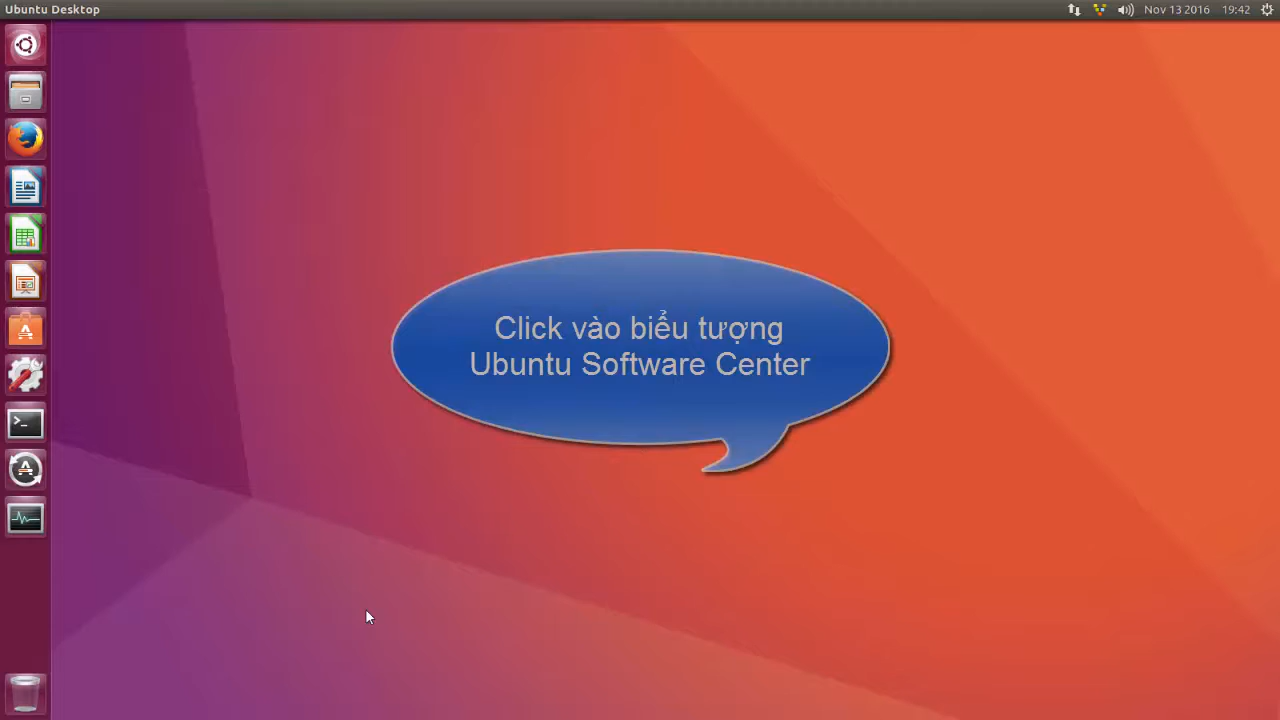 Ubuntu Desktop
Nov 13 2016 19:42
Click vào biểu tượng
Ubuntu Software Center